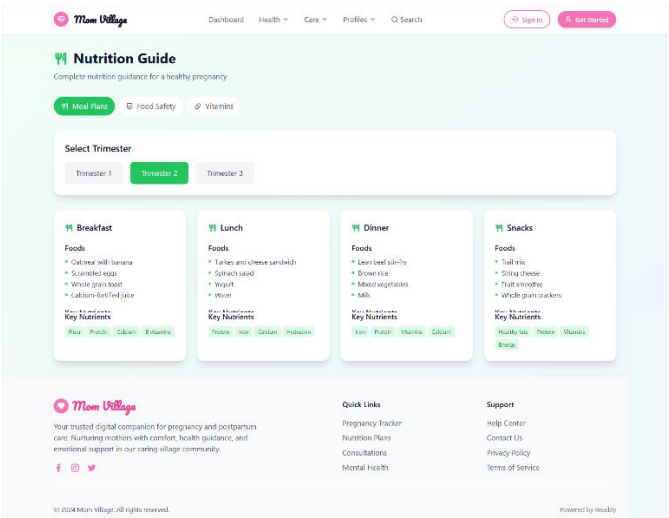 Mom Village
Dashboard
Health
Care
Profiles
Search
Sign In
Get Started
Nutrition Guide
Complete nutrition guidance for a healthy pregnancy
Meal Plans
Food Safety
Vitamins
Select Trimester
Trimester 1
Trimester 2
Trimester 3
Breakfast
Foods
Oatmeal with banana
Scrambled eggs
Whole grain toast
Calcium-fortified juice
Key Nutrients
Key Nutrients
Fiber
Protein
Calcium
B vitamins
Lunch
Foods
Turkey and cheese sandwich
Spinach salad
Yogurt
Water
Key Nutrients
Key Nutrients
Protein
Iron
Calcium
Hydration
Dinner
Foods
Lean beef stir-fry
Brown rice
Mixed vegetables
Milk
Key Nutrients
Key Nutrients
Iron
Protein
Vitamins
Calcium
Snacks
Foods
Trail mix
String cheese
Fruit smoothie
Whole grain crackers
Key Nutrients
Key Nutrients
Healthy fats
Protein
Vitamins
Energy
Mom Village
Your trusted digital companion for pregnancy and postpartum
care. Nurturing mothers with comfort, health guidance, and
emotional support in our caring village community.
Quick Links
Pregnancy Tracker
Nutrition Plans
Consultations
Mental Health
Support
Help Center
Contact Us
Privacy Policy
Terms of Service
© 2024 Mom Village. All rights reserved.
Powered by Readdy